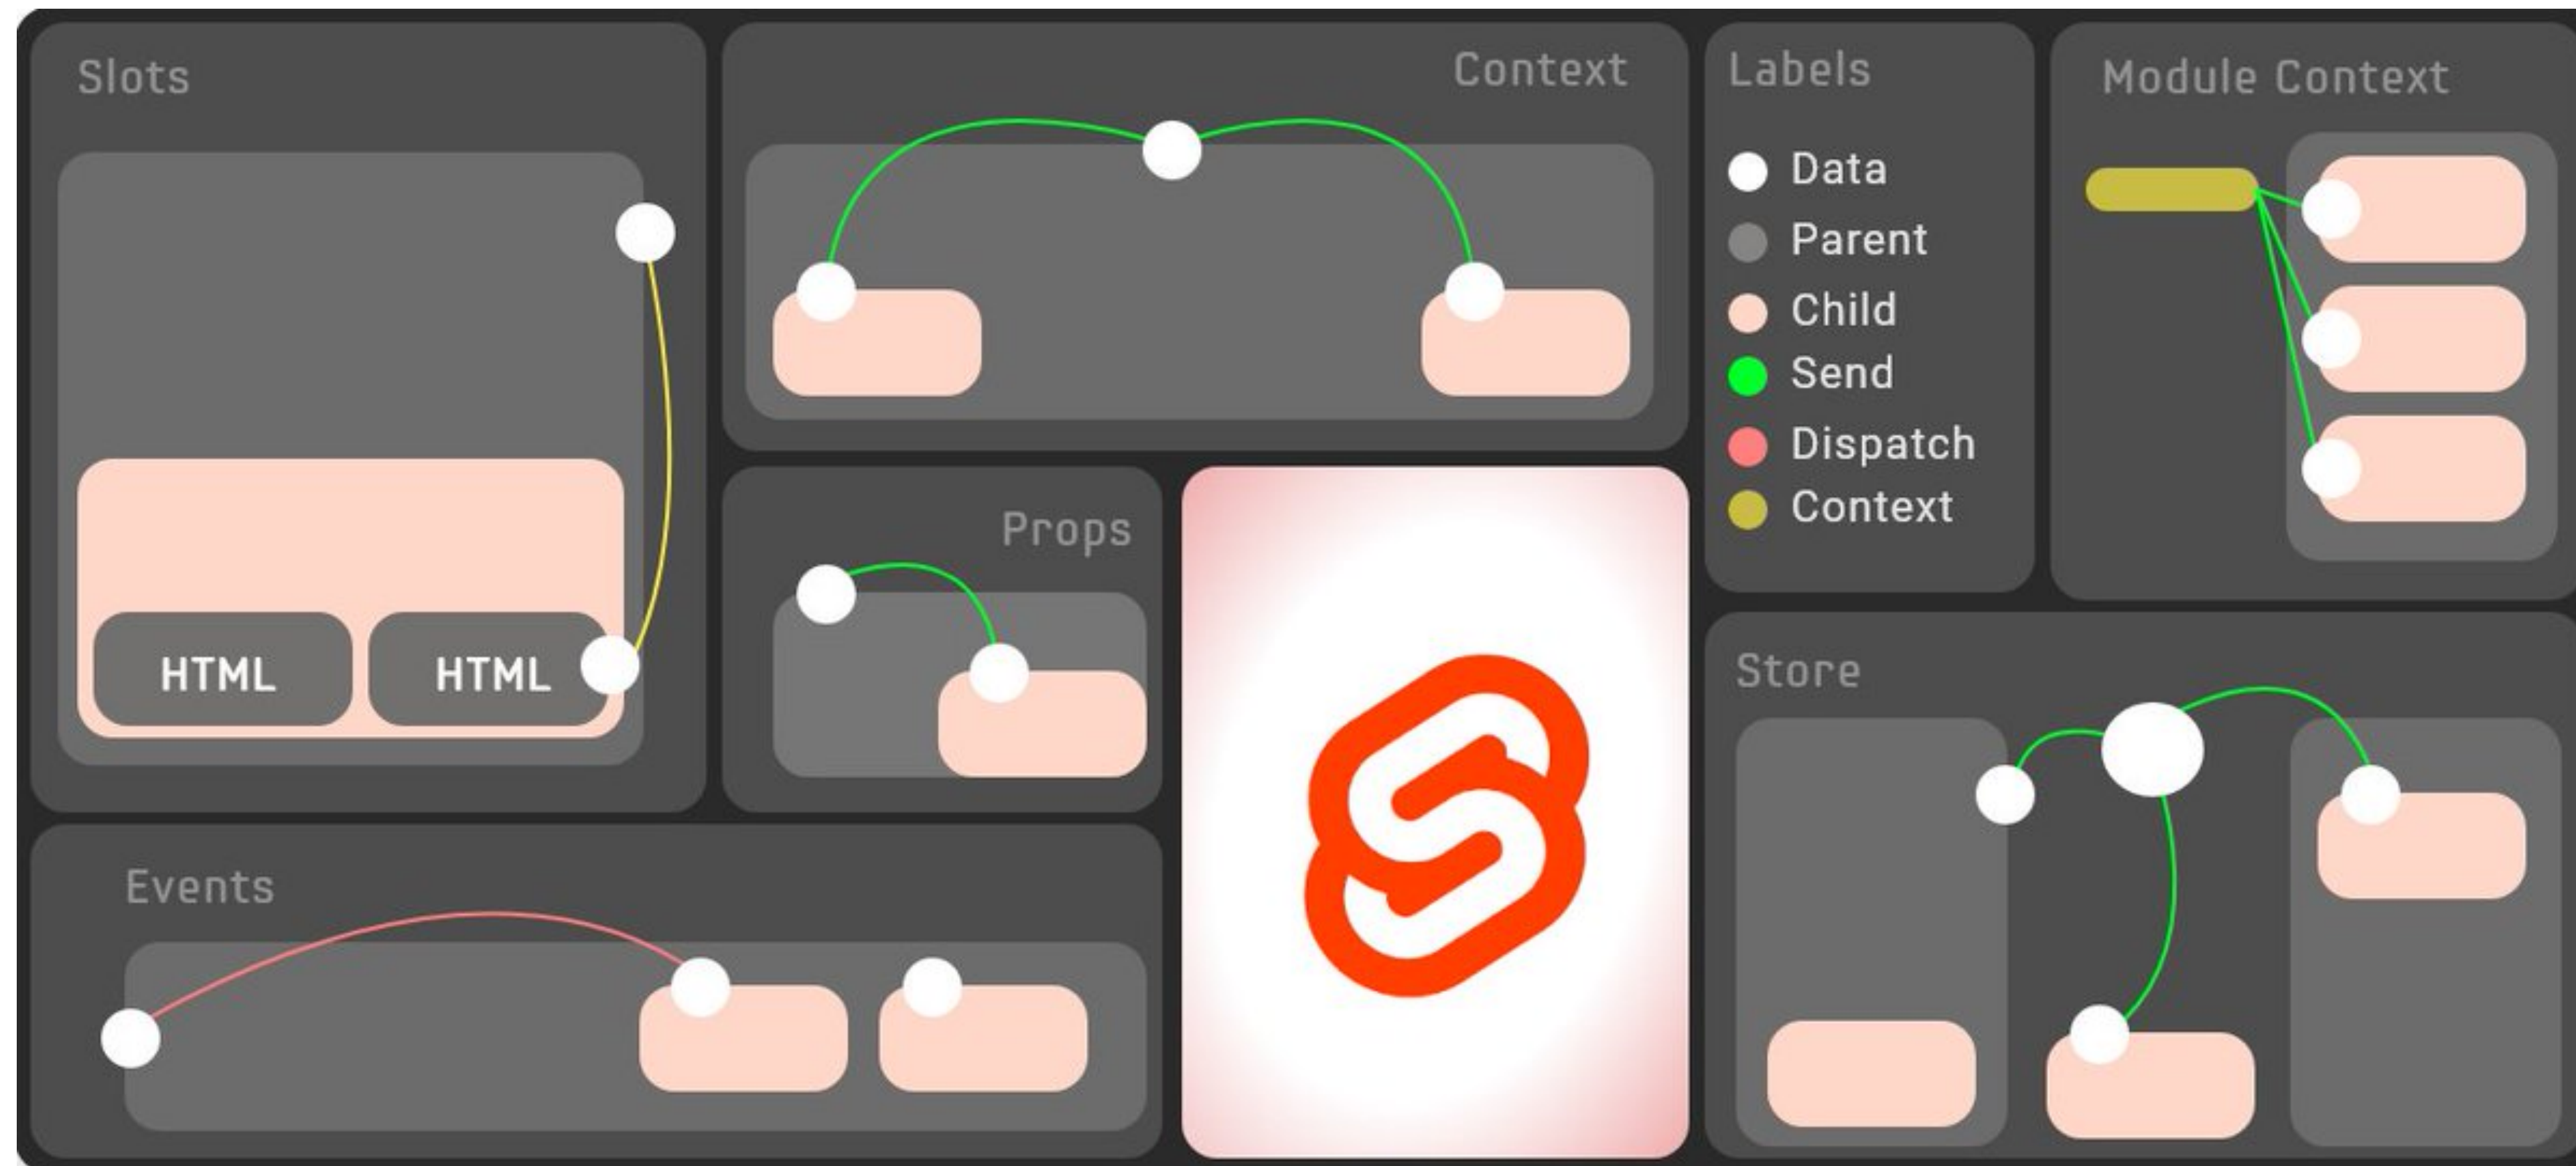 Slots
HTML
HTML
Context
Props
Events
Labels
Data
Parent
Child
Send
Dispatch
Context
Module Context
Store